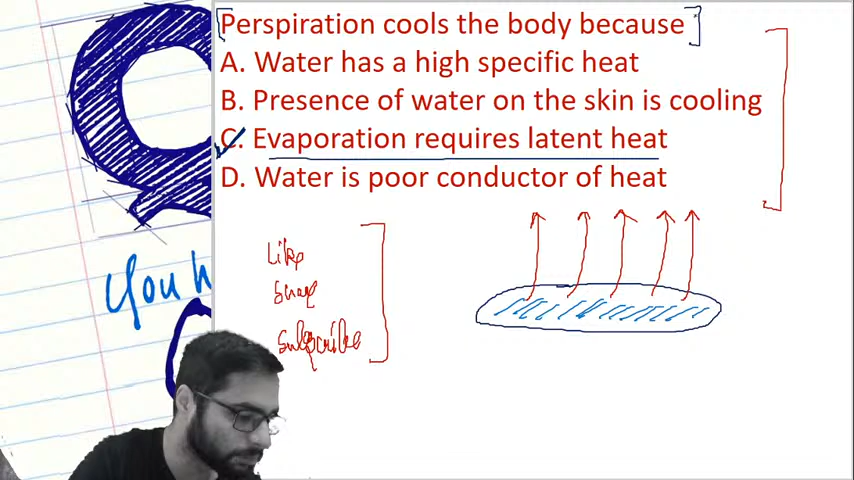 Perspiration cools the body because
A. Water has a high specific heat
B. Presence of water on the skin is cooling
C. Evaporation requires latent heat
D. Water is poor conductor of heat
Like
Share
Subscribe
You h